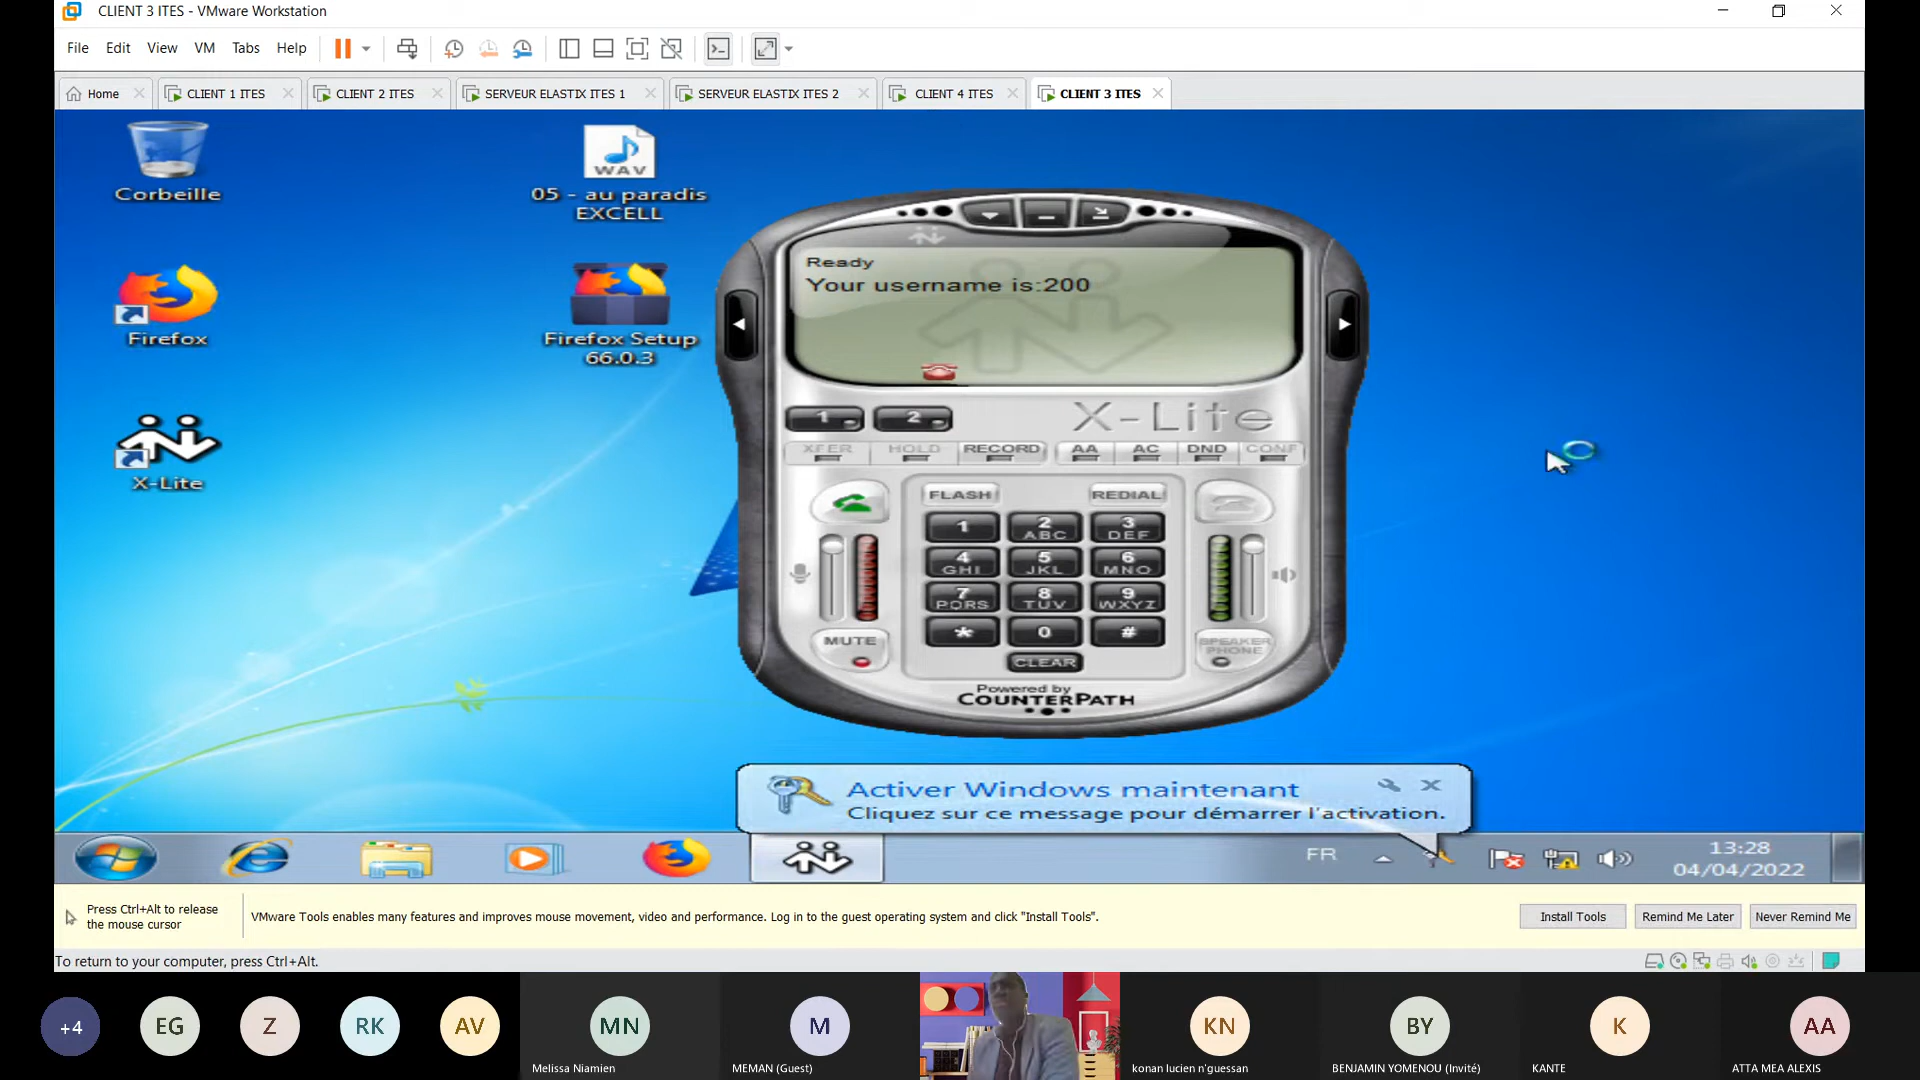 CLIENT 3 ITES - VMware Workstation
File Edit View VM Tabs Help
Home CLIENT 1 ITES CLIENT 2 ITES SERVEUR ELASTIX ITES 1 SERVEUR ELASTIX ITES 2 CLIENT 4 ITES CLIENT 3 ITES
Corbeille
WAV
05 - au paradis
EXCELL
Firefox
Firefox Setup
66.0.3
X-Lite
Ready
Your username is:200
1 2 X-Lite
XFER HOLD RECORD AA AC DND CONF
FLASH REDIAL
1 2 ABC 3 DEF
4 GHI 5 JKL 6 MNO
7 PQRS 8 TUV 9 WXYZ
* 0 #
MUTE SPEAKER PHONE
CLEAR
Powered by
COUNTERPATH
Activer Windows maintenant
Cliquez sur ce message pour démarrer l'activation.
FR 13:28
04/04/2022
Press Ctrl+Alt to release
the mouse cursor
VMware Tools enables many features and improves mouse movement, video and performance. Log in to the guest operating system and click "Install Tools".
Install Tools Remind Me Later Never Remind Me
To return to your computer, press Ctrl+Alt.
+4 EG Z RK AV MN M KN BY K AA
Melissa Niamien MEMAN (Guest) konan lucien n'guessan BENJAMIN YOMENOU (Invité) KANTE ATTA MEA ALEXIS